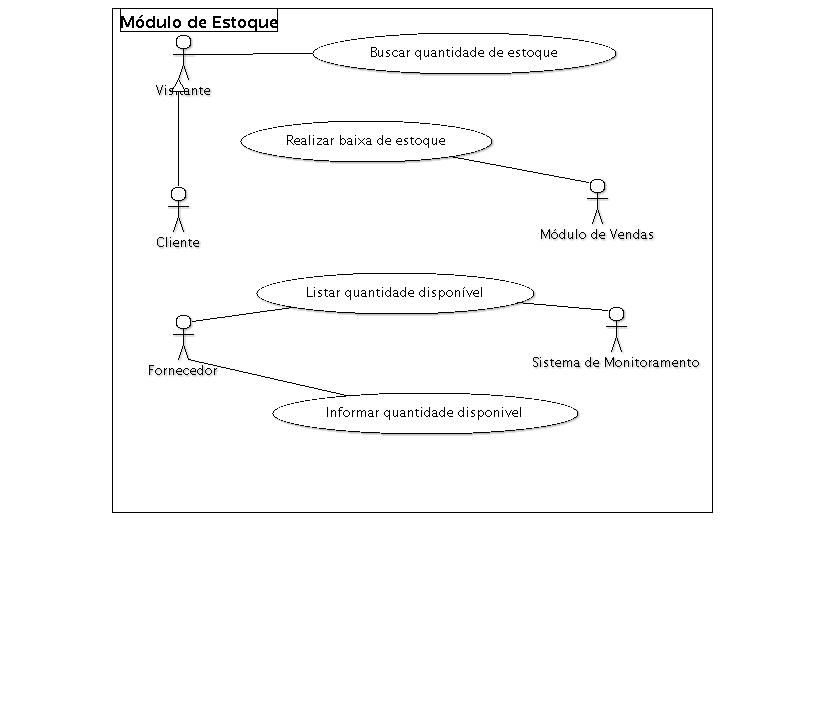 Módulo de Estoque
Buscar quantidade de estoque
Visitante
Realizar baixa de estoque
Módulo de Vendas
Cliente
Listar quantidade disponível
Sistema de Monitoramento
Fornecedor
Informar quantidade disponivel